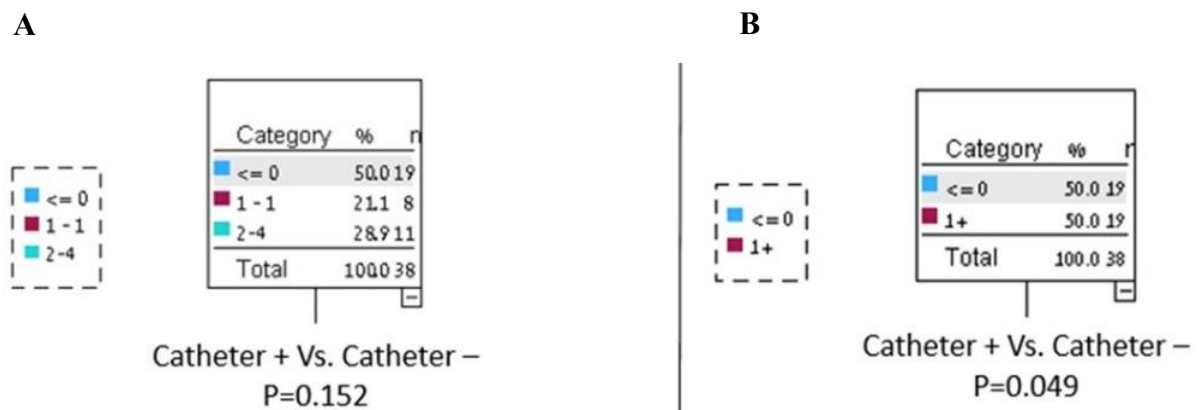 A
B
Category % n
<= 0 50.0 19
1 - 1 21.1 8
2-4 28.9 11
Total 100.0 38
<= 0
1 - 1
2-4
Catheter + Vs. Catheter –
P=0.152
Category %
<= 0 50.0 19
1+ 50.0 19
Total 100.0 38
<= 0
1+
Catheter + Vs. Catheter –
P=0.049